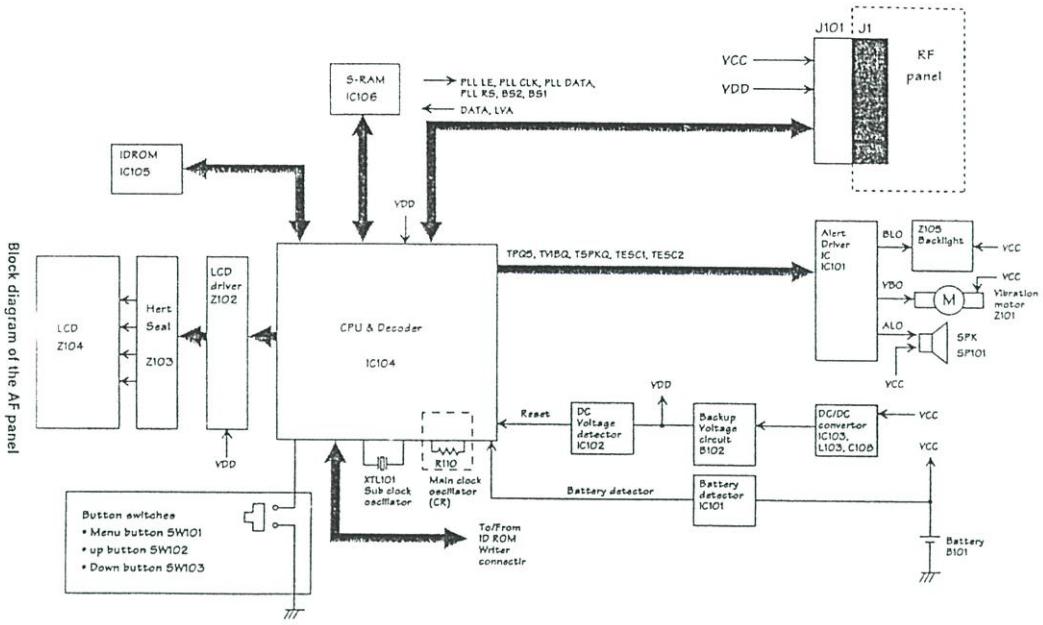 J101
J1
RF
panel
VCC
VDD
S-RAM
IC106
PLL LE, PLL CLK, PLL DATA,
PLL RS, BS2, BS1
DATA, LVA
IDROM
IC105
VDD
Block diagram of the AF panel
LCD
Z104
Hert
Seal
Z103
LCD
driver
Z102
VDD
CPU & Decoder
IC104
TPQS, TVIBQ, TSPKQ, TESC1, TESC2
Alert
Driver
IC
IC101
BLO
Z105
Backlight
VCC
VBO
M
VCC
Vibration
motor
Z101
ALO
SPK
SP101
VCC
Reset
DC
Voltage
detector
IC102
VDD
Backup
Voltage
circuit
B102
DC/DC
convertor
IC103,
L103, C108
VCC
VCC
Battery detector
Battery
detector
IC101
Battery
B101
R110
XTL101
Sub clock
oscillator
Main clock
oscillator
(CR)
To/From
ID ROM
Writer
connectir
Button switches
• Menu button SW101
• up button SW102
• Down button SW103